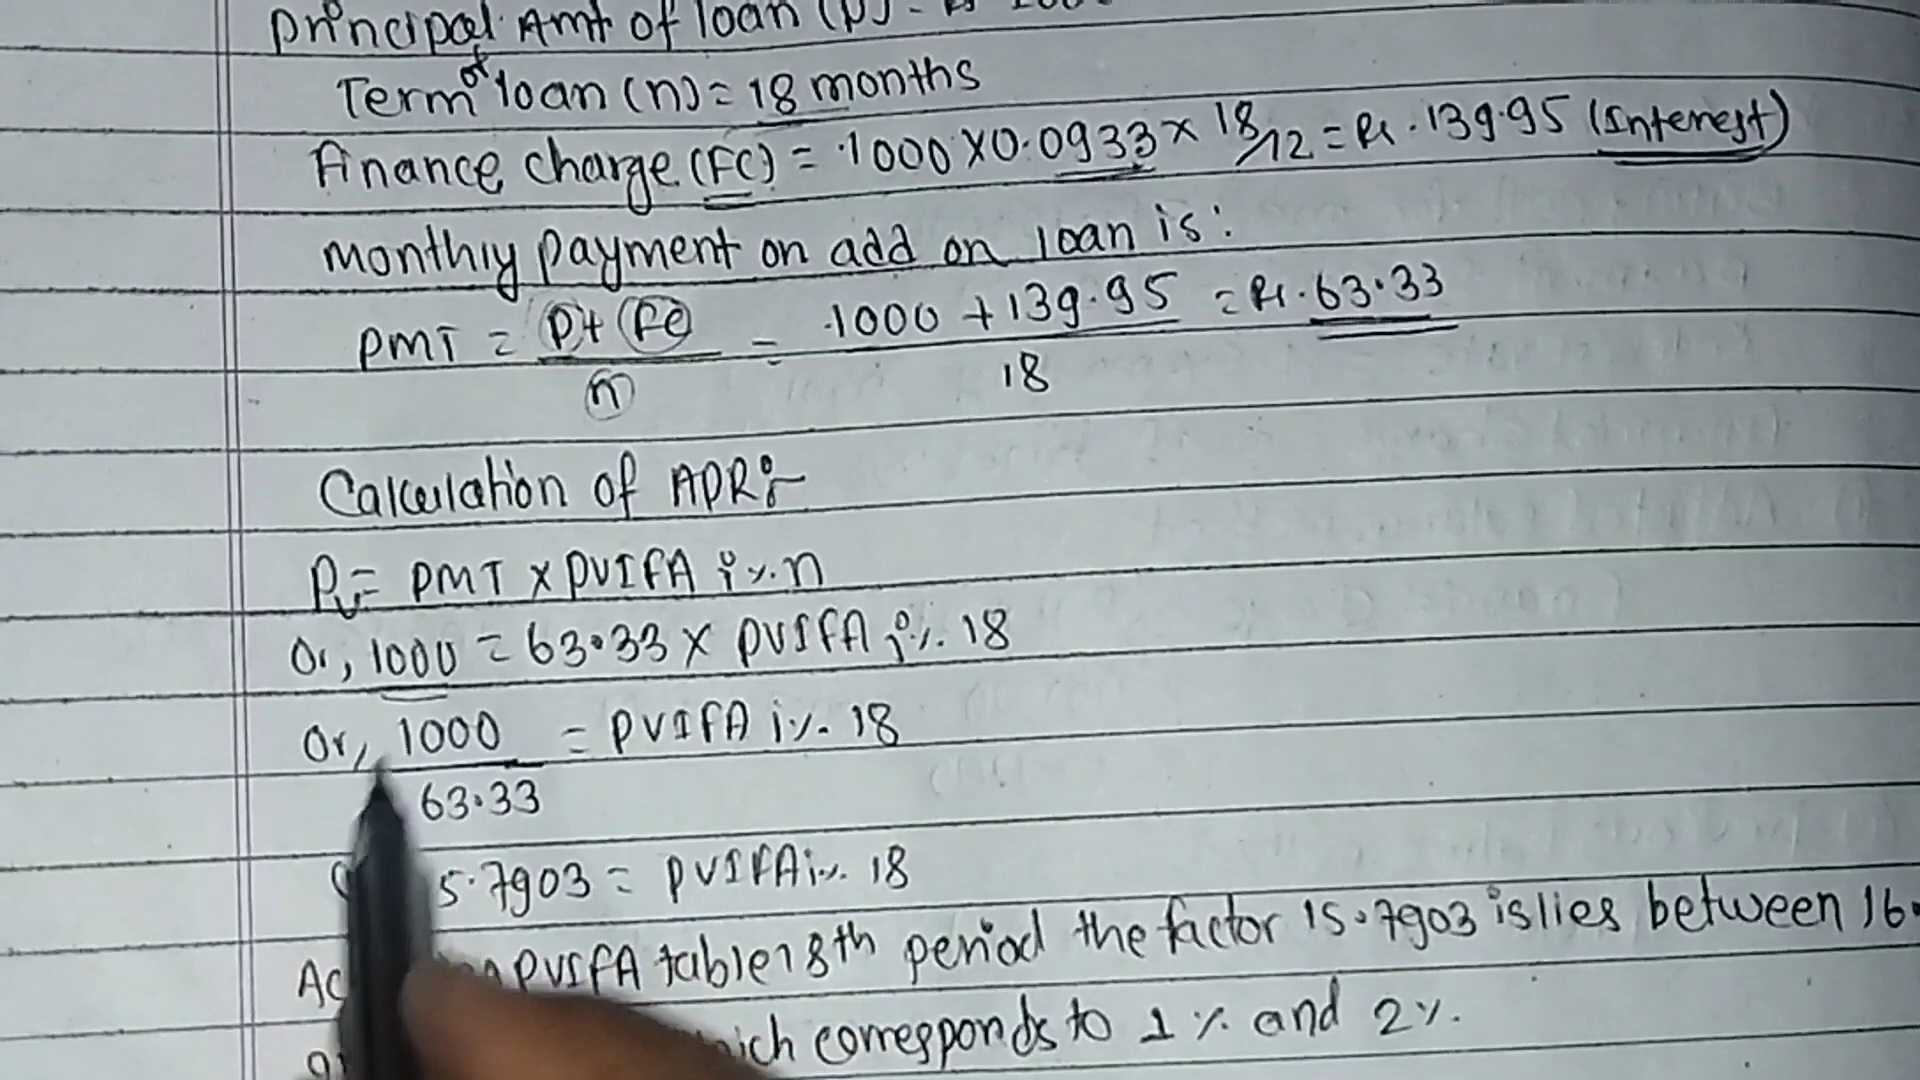 Principal Amt of loan (P) = Rs 100
Term of loan (n) = 18 months
Finance charge (FC) = 1000 X 0.0933 x 18/12 = Rs. 139.95 (Interest)
monthly payment on add on loan is:
PMT = P + FC / n = 1000 + 139.95 / 18 = Rs. 63.33
Calculation of APR:-
Pv = PMT x PVIFA i%.n
Or, 1000 = 63.33 x PVIFA i%. 18
Or, 1000 / 63.33 = PVIFA i%. 18
5.7903 = PVIFA i%. 18
PVIFA table 18th period the factor 15.7903 is lies between 16.
corresponds to 1% and 2%.